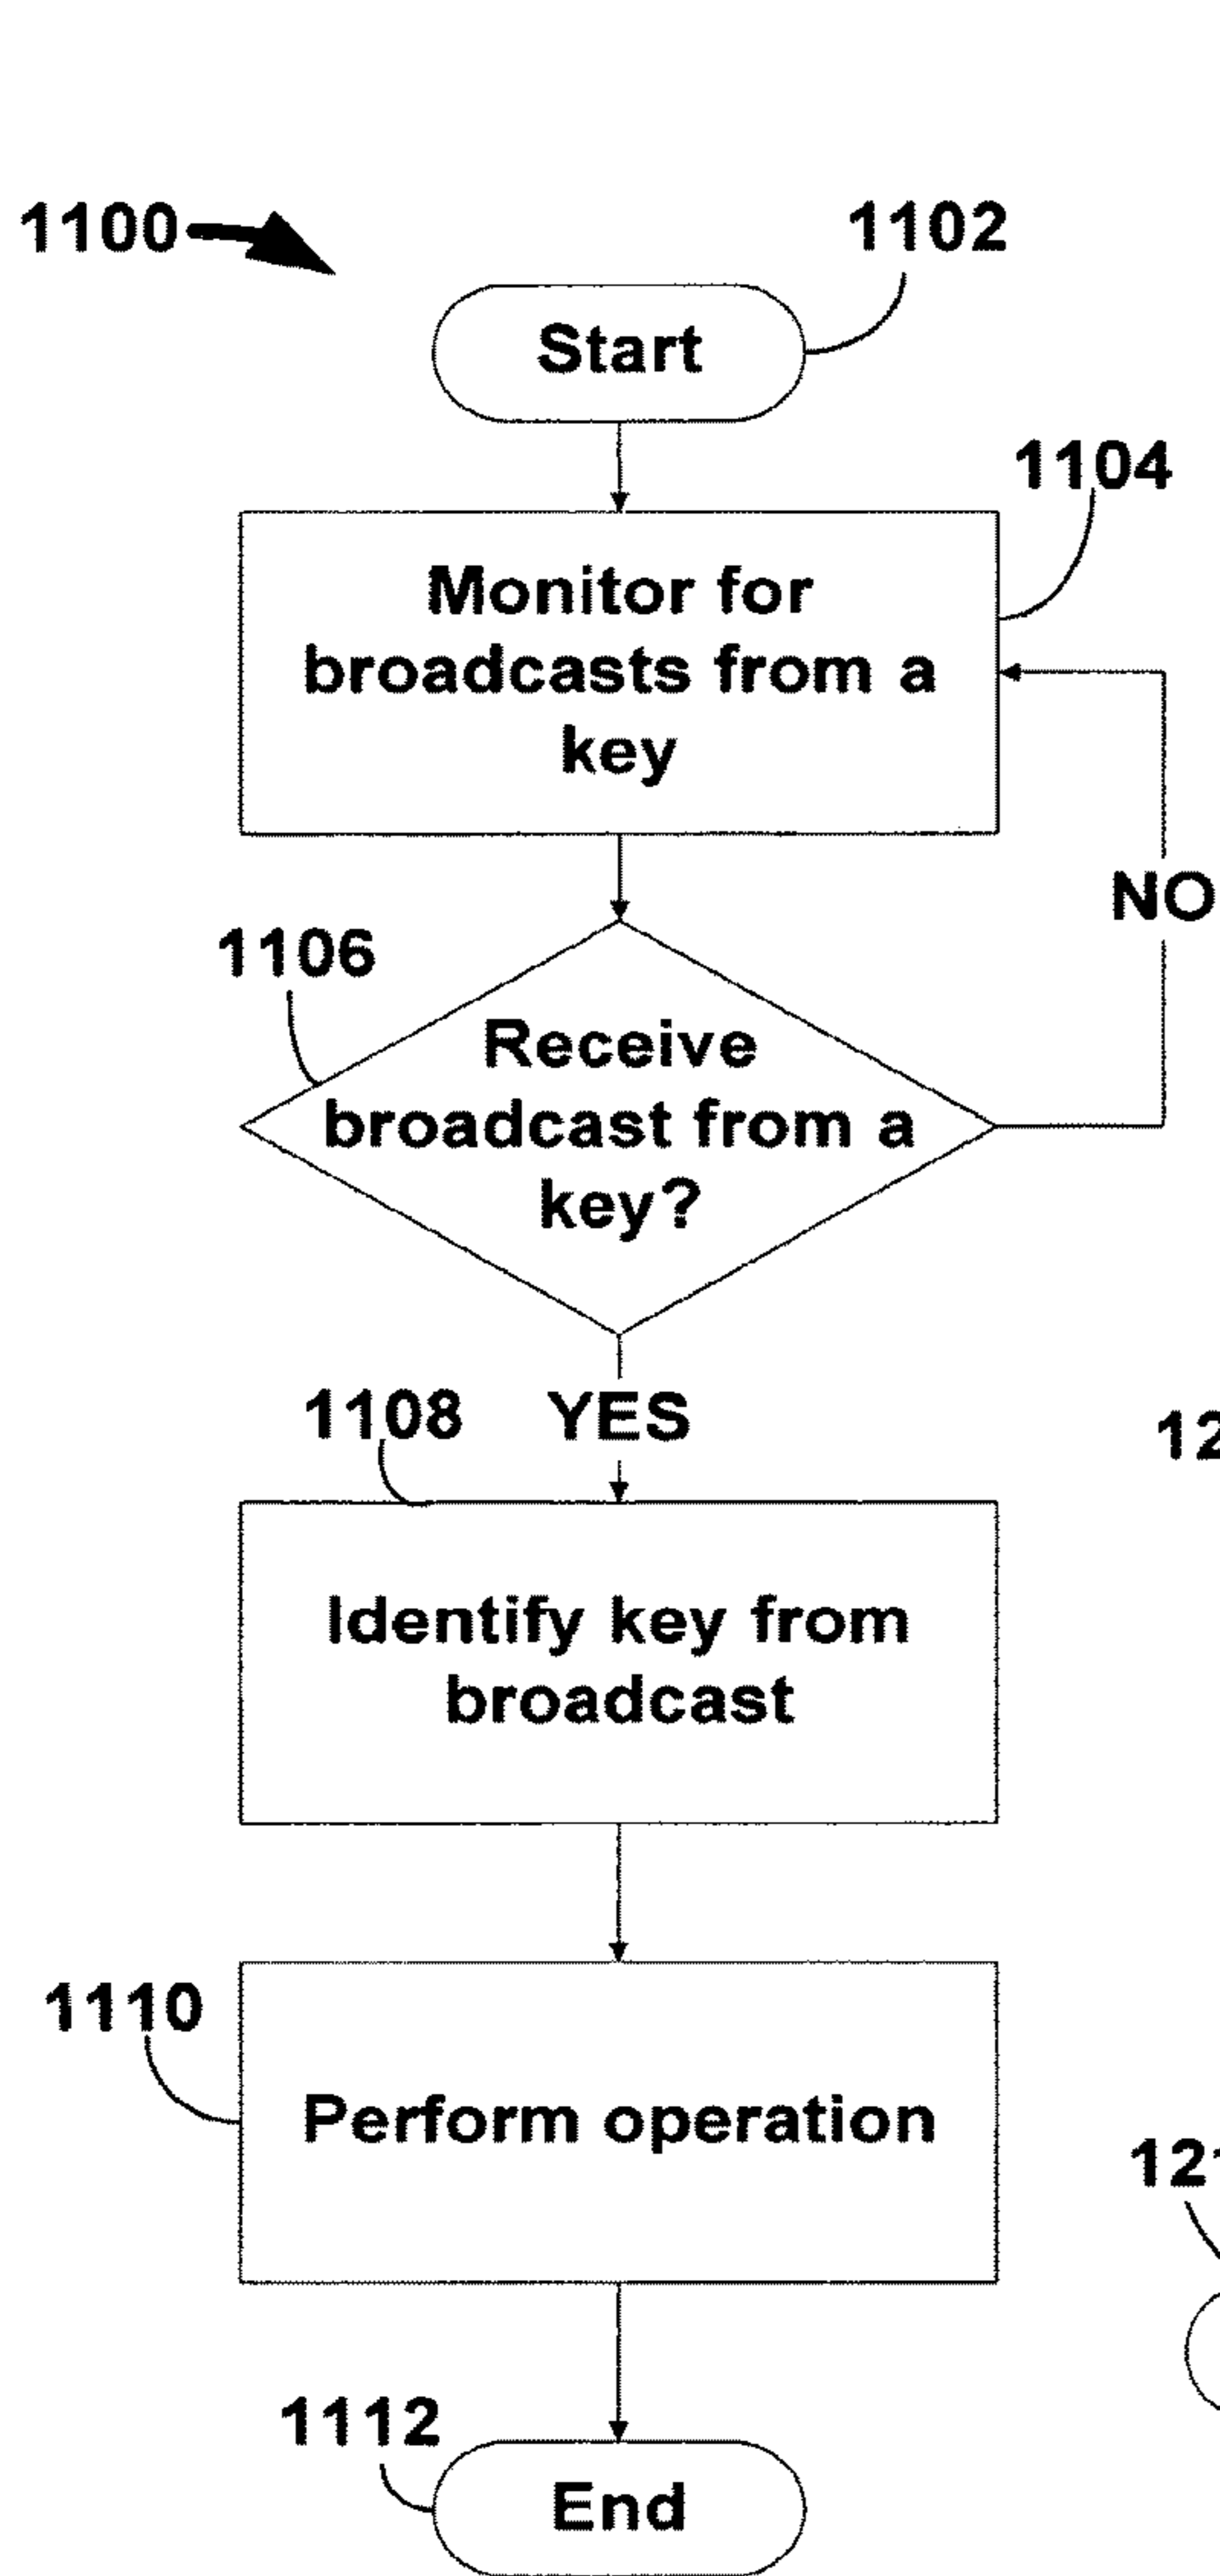 1100
1102
Start
1104
Monitor for
broadcasts from a
key
NO
1106
Receive
broadcast from a
key?
1108
YES
Identify key from
broadcast
1110
Perform operation
1112
End